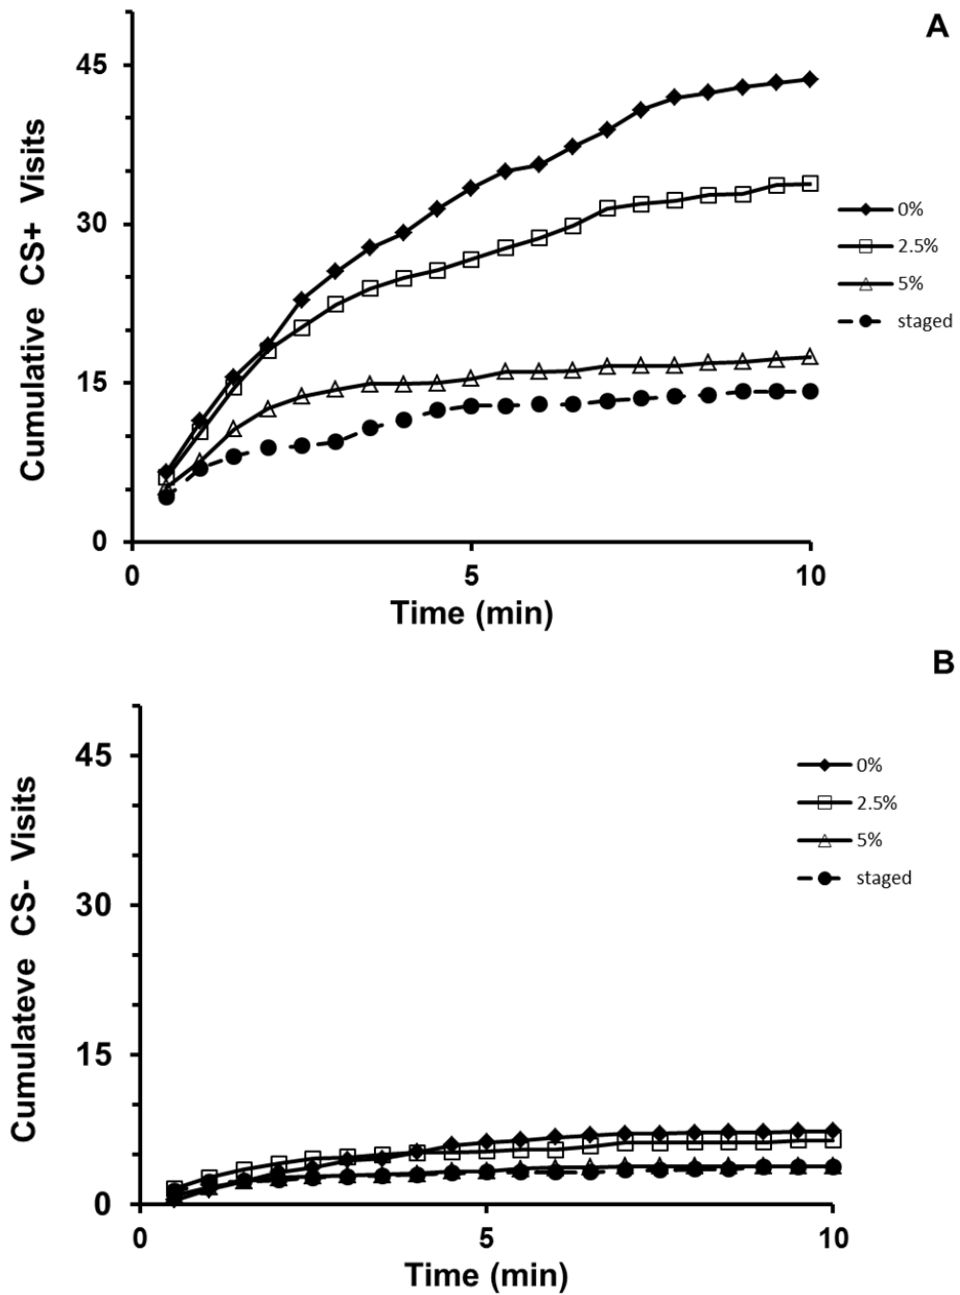 A
45
30
15
0
Cumulative CS+ Visits
0%
2.5%
5%
staged
0 5 10
Time (min)
B
45
30
15
0
Cumulateve CS- Visits
0%
2.5%
5%
staged
0 5 10
Time (min)